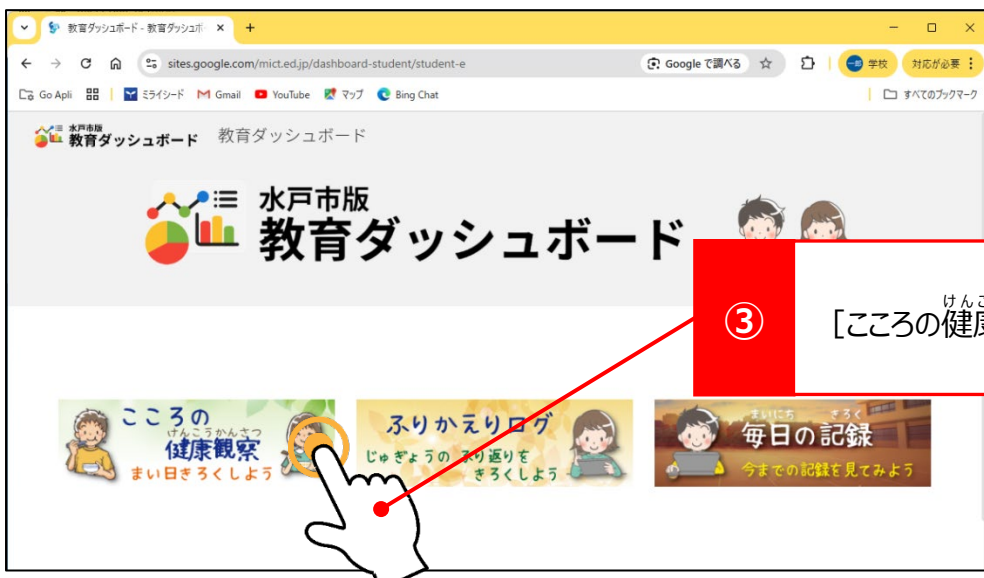 教育ダッシュボード - 教育ダッシュボ
sites.google.com/mict.ed.jp/dashboard-student/student-e
Google で調べる
学校
対応が必要
Go Apli
ミライシード
Gmail
YouTube
マップ
Bing Chat
すべてのブックマーク
水戸市版
教育ダッシュボード
教育ダッシュボード
水戸市版
教育ダッシュボード
③
[こころの健康
こころの
けんこうかんさつ
健康観察
まい日きろくしよう
ふりかえりログ
じゅぎょうの ふり返りを
きろくしよう
まいにち きろく
毎日の記録
今までの記録を見てみよう